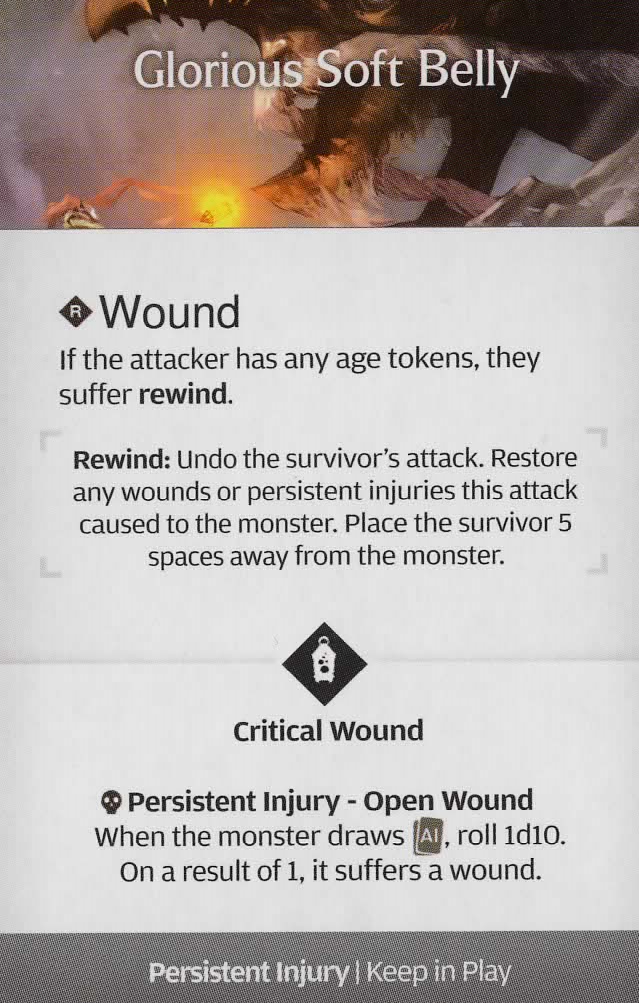 Glorious Soft Belly
R Wound
If the attacker has any age tokens, they
suffer rewind.
Rewind: Undo the survivor's attack. Restore
any wounds or persistent injuries this attack
caused to the monster. Place the survivor 5
spaces away from the monster.
Critical Wound
Persistent Injury - Open Wound
When the monster draws AI, roll 1d10.
On a result of 1, it suffers a wound.
Persistent Injury | Keep in Play